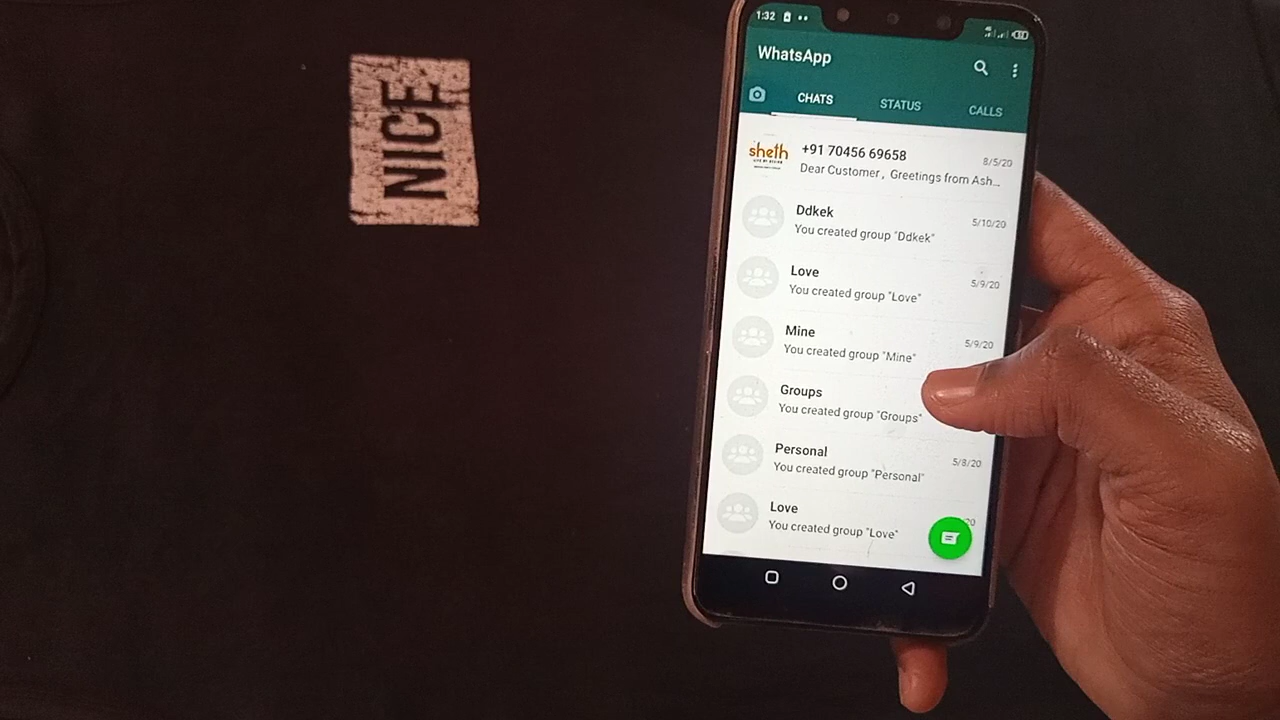 NICE
1:32
WhatsApp
CHATS STATUS CALLS
sheth
+91 70456 69658 8/5/20
Dear Customer, Greetings from Ash...
Ddkek 5/10/20
You created group "Ddkek"
Love 5/9/20
You created group "Love"
Mine 5/9/20
You created group "Mine"
Groups
You created group "Groups"
Personal 5/8/20
You created group "Personal"
Love 20
You created group "Love"